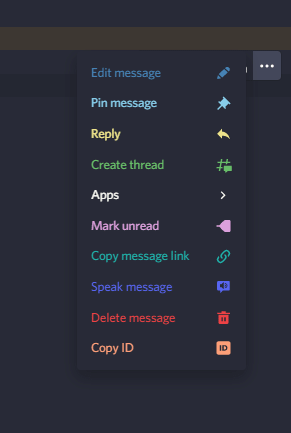 Edit message
Pin message
Reply
Create thread
Apps
Mark unread
Copy message link
Speak message
Delete message
Copy ID
ID